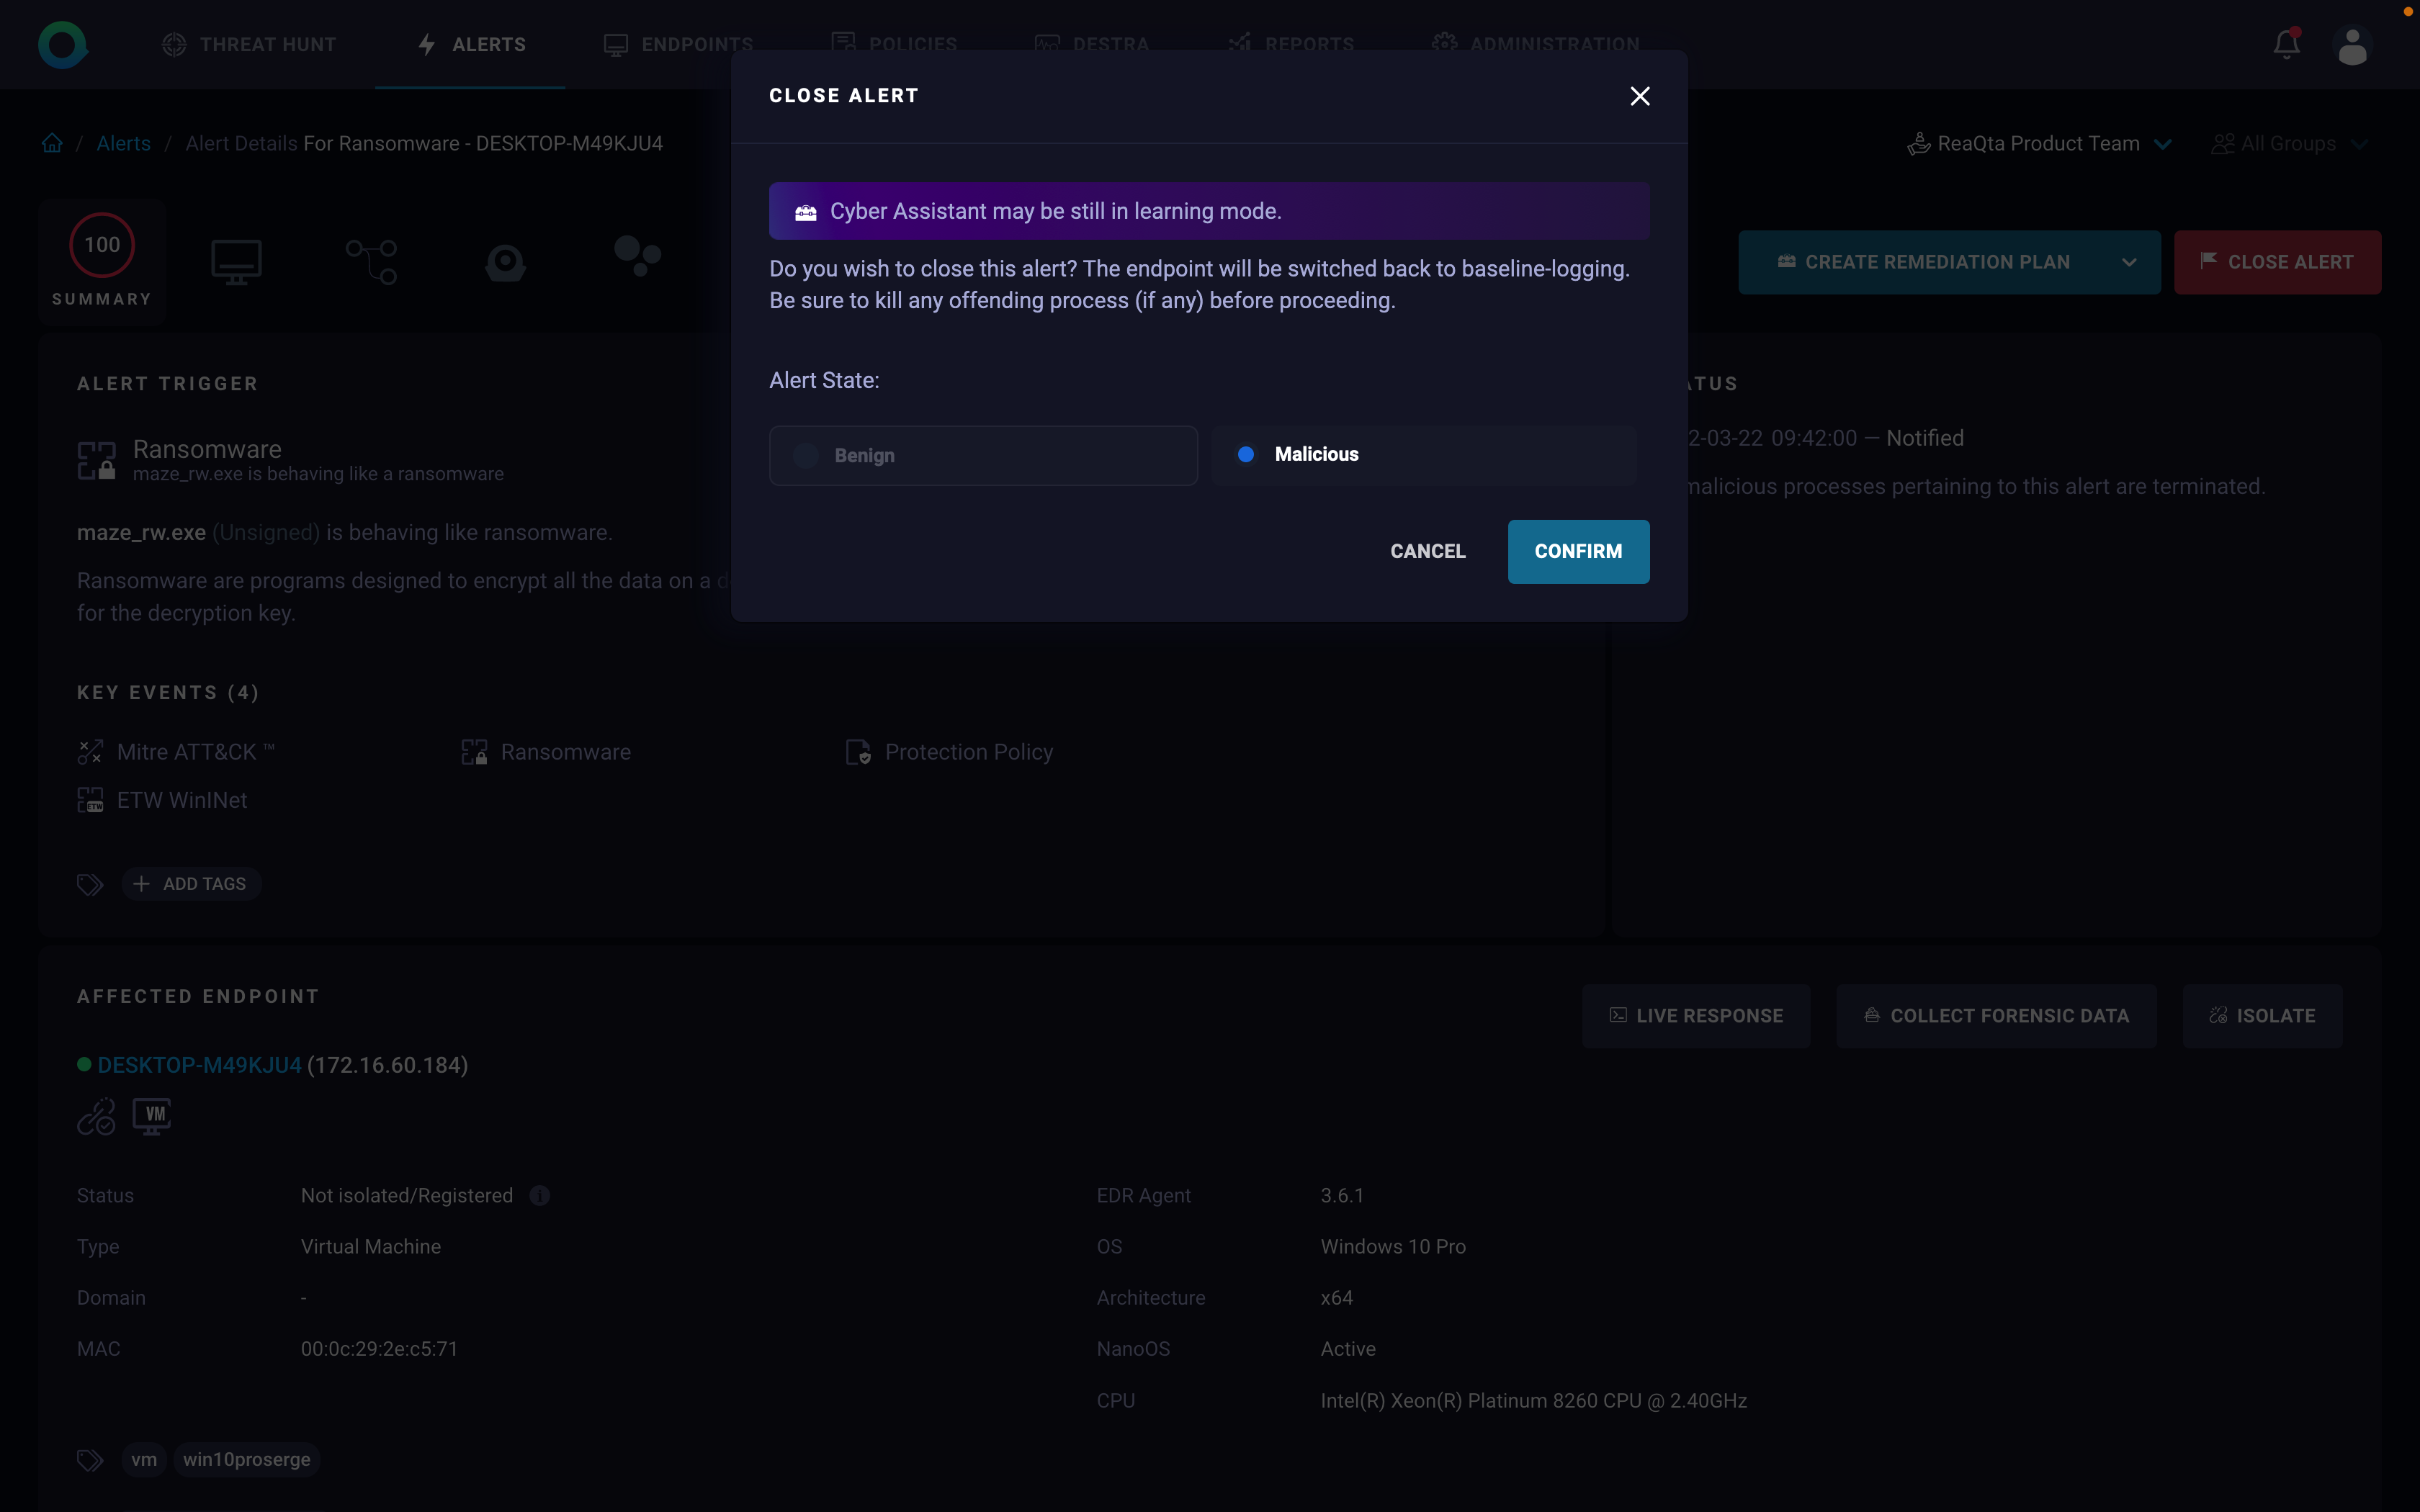 THREAT HUNT
ALERTS
ENDPOINTS
POLICIES
DESTRA
REPORTS
ADMINISTRATION
CLOSE ALERT
/ Alerts / Alert Details For Ransomware - DESKTOP-M49KJU4
ReaQta Product Team
All Groups
Cyber Assistant may be still in learning mode.
Do you wish to close this alert? The endpoint will be switched back to baseline-logging.
Be sure to kill any offending process (if any) before proceeding.
Alert State:
Benign
Malicious
CANCEL
CONFIRM
100
SUMMARY
CREATE REMEDIATION PLAN
CLOSE ALERT
ALERT TRIGGER
Ransomware
maze_rw.exe is behaving like a ransomware
maze_rw.exe (Unsigned) is behaving like ransomware.
Ransomware are programs designed to encrypt all the data on a
for the decryption key.
2-03-22 09:42:00 — Notified
malicious processes pertaining to this alert are terminated.
KEY EVENTS (4)
Mitre ATT&CK ™
Ransomware
Protection Policy
ETW WinINet
ETW
+ ADD TAGS
AFFECTED ENDPOINT
LIVE RESPONSE
COLLECT FORENSIC DATA
ISOLATE
DESKTOP-M49KJU4 (172.16.60.184)
VM
Status Not isolated/Registered
Type Virtual Machine
Domain -
MAC 00:0c:29:2e:c5:71
EDR Agent 3.6.1
OS Windows 10 Pro
Architecture x64
NanoOS Active
CPU Intel(R) Xeon(R) Platinum 8260 CPU @ 2.40GHz
vm
win10proserge